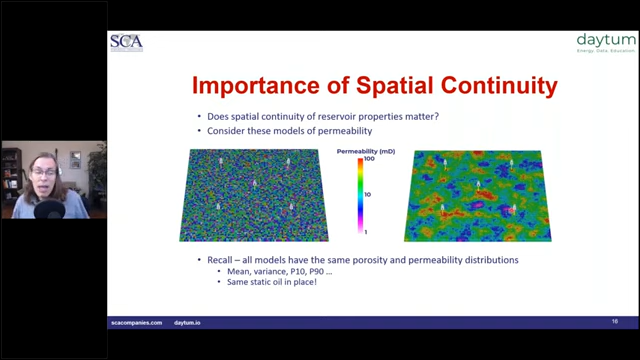 SCA
daytum
Energy. Data. Education
Importance of Spatial Continuity
• Does spatial continuity of reservoir properties matter?
• Consider these models of permeability
Permeability (mD)
100
10
1
• Recall – all models have the same porosity and permeability distributions
• Mean, variance, P10, P90 ...
• Same static oil in place!
scacompanies.com daytum.io
16